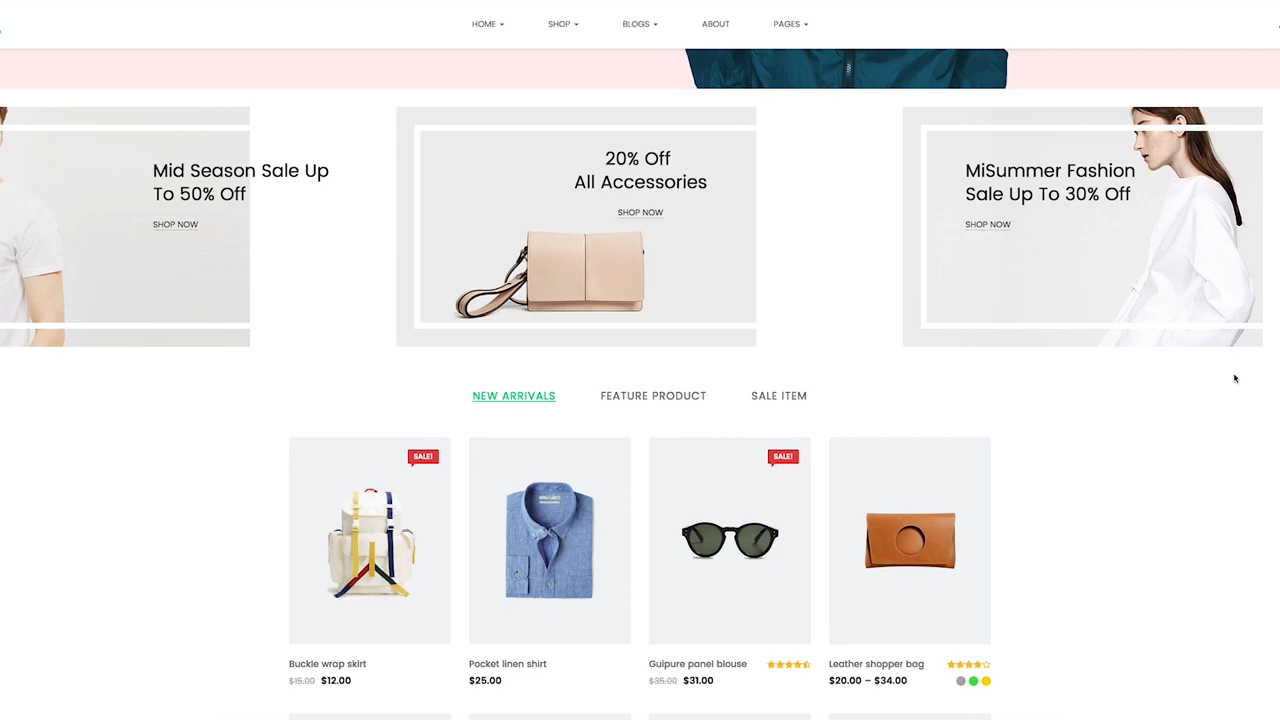 HOME
SHOP
BLOGS
ABOUT
PAGES
Mid Season Sale Up
To 50% Off
SHOP NOW
20% Off
All Accessories
SHOP NOW
MiSummer Fashion
Sale Up To 30% Off
SHOP NOW
NEW ARRIVALS
FEATURE PRODUCT
SALE ITEM
SALE!
SALE!
Buckle wrap skirt
$15.00 $12.00
Pocket linen shirt
$25.00
Guipure panel blouse
$35.00 $31.00
Leather shopper bag
$20.00 – $34.00